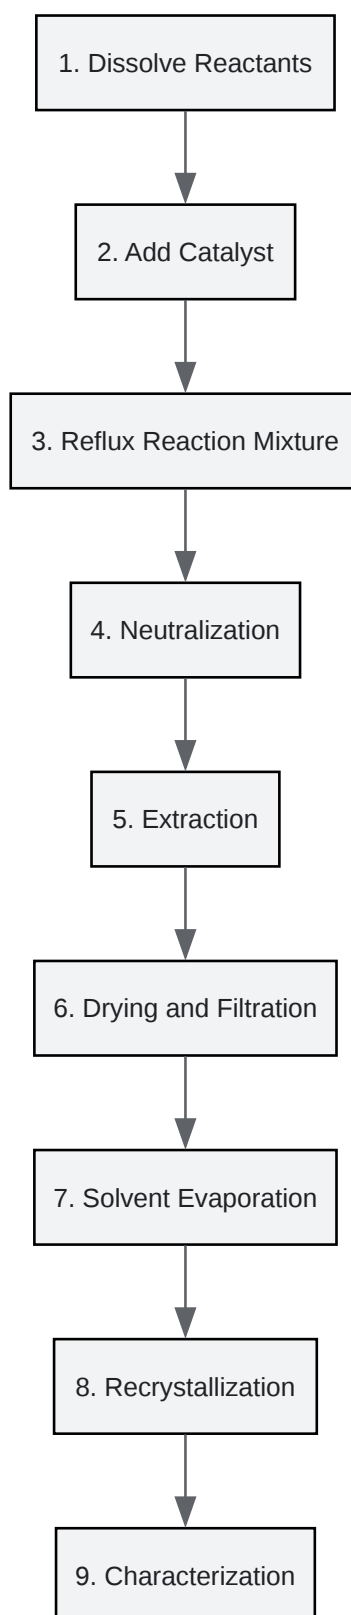 1. Dissolve Reactants
2. Add Catalyst
3. Reflux Reaction Mixture
4. Neutralization
5. Extraction
6. Drying and Filtration
7. Solvent Evaporation
8. Recrystallization
9. Characterization